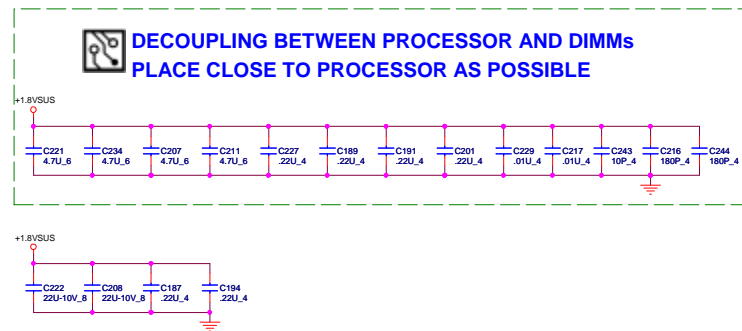 DECOUPLING BETWEEN PROCESSOR AND DIMMs
PLACE CLOSE TO PROCESSOR AS POSSIBLE
+1.8VSUS
C221 C234 C207 C211 C227 C189 C191 C201 C229 C217 C243 C216 C244
4.7U_6 4.7U_6 4.7U_6 4.7U_6 .22U_4 .22U_4 .22U_4 .22U_4 .01U_4 .01U_4 10P_4 180P_4 180P_4
+1.8VSUS
C222 C208 C187 C194
22U-10V_8 22U-10V_8 .22U_4 .22U_4